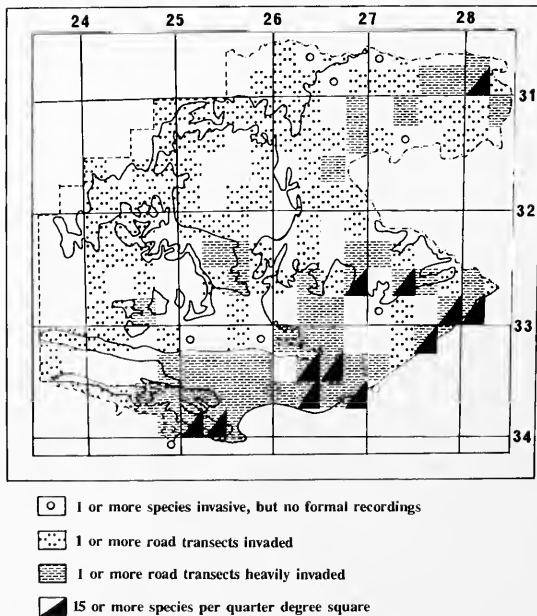 24 25 26 27 28
31
32
33
34
1 or more species invasive, but no formal recordings
1 or more road transects invaded
1 or more road transects heavily invaded
15 or more species per quarter degree square